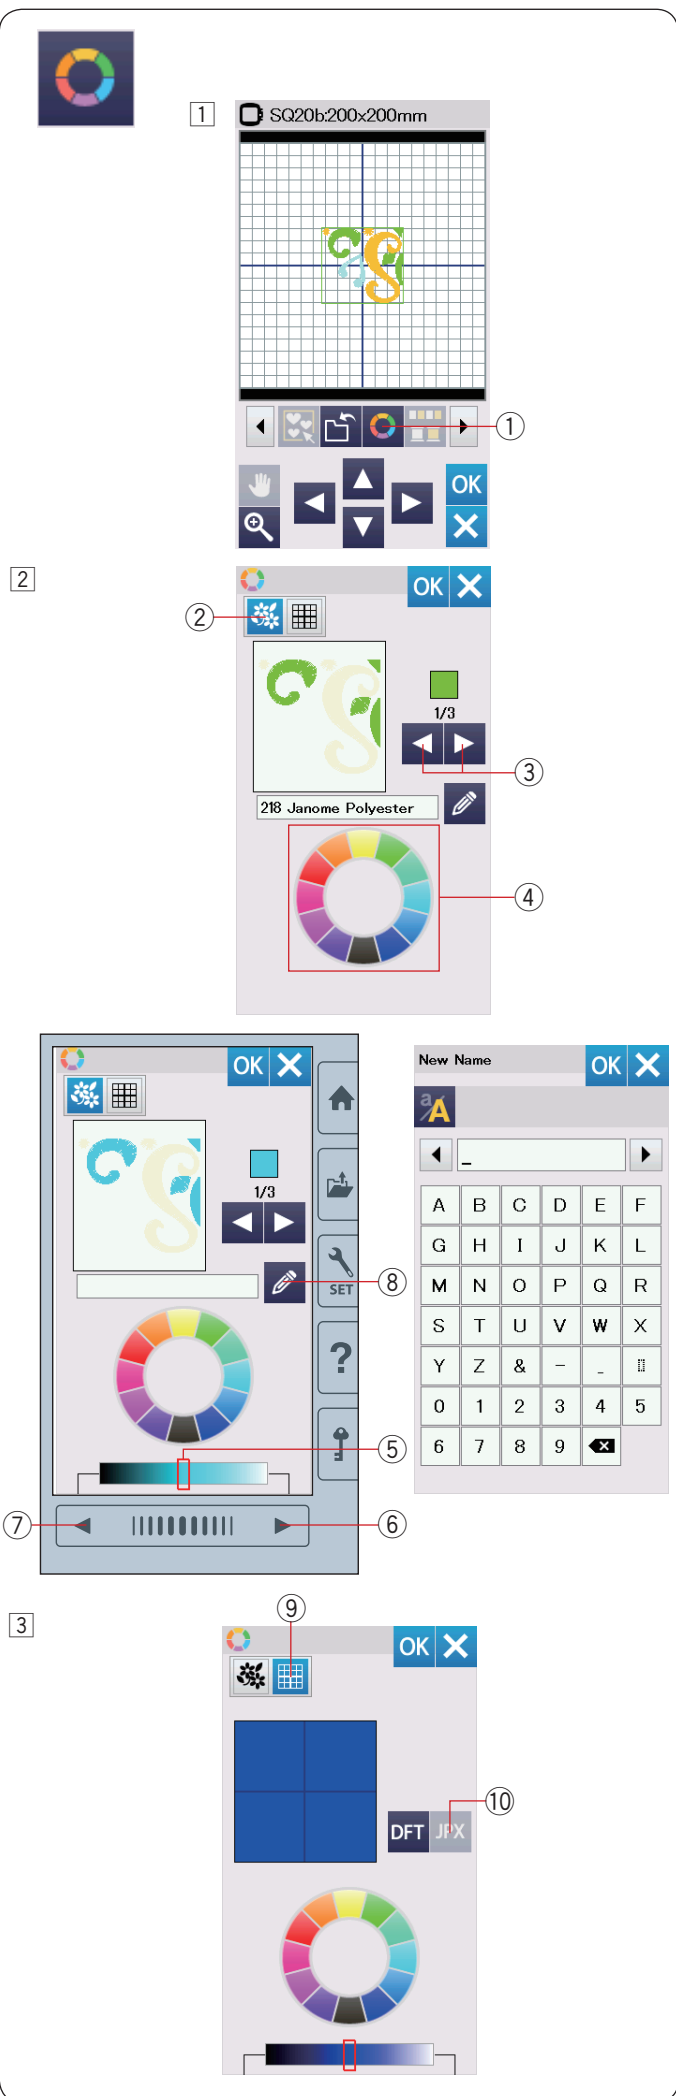 1
SQ20b:200x200mm
①
OK
2
OK
②
1/3
③
218 Janome Polyester
④
OK
1/3
SET
⑧
?
⑤
⑦
⑥
New Name
OK
a/A
_
A B C D E F
G H I J K L
M N O P Q R
S T U V W X
Y Z & - _
0 1 2 3 4 5
6 7 8 9
3
⑨
OK
⑩
DFT JPX